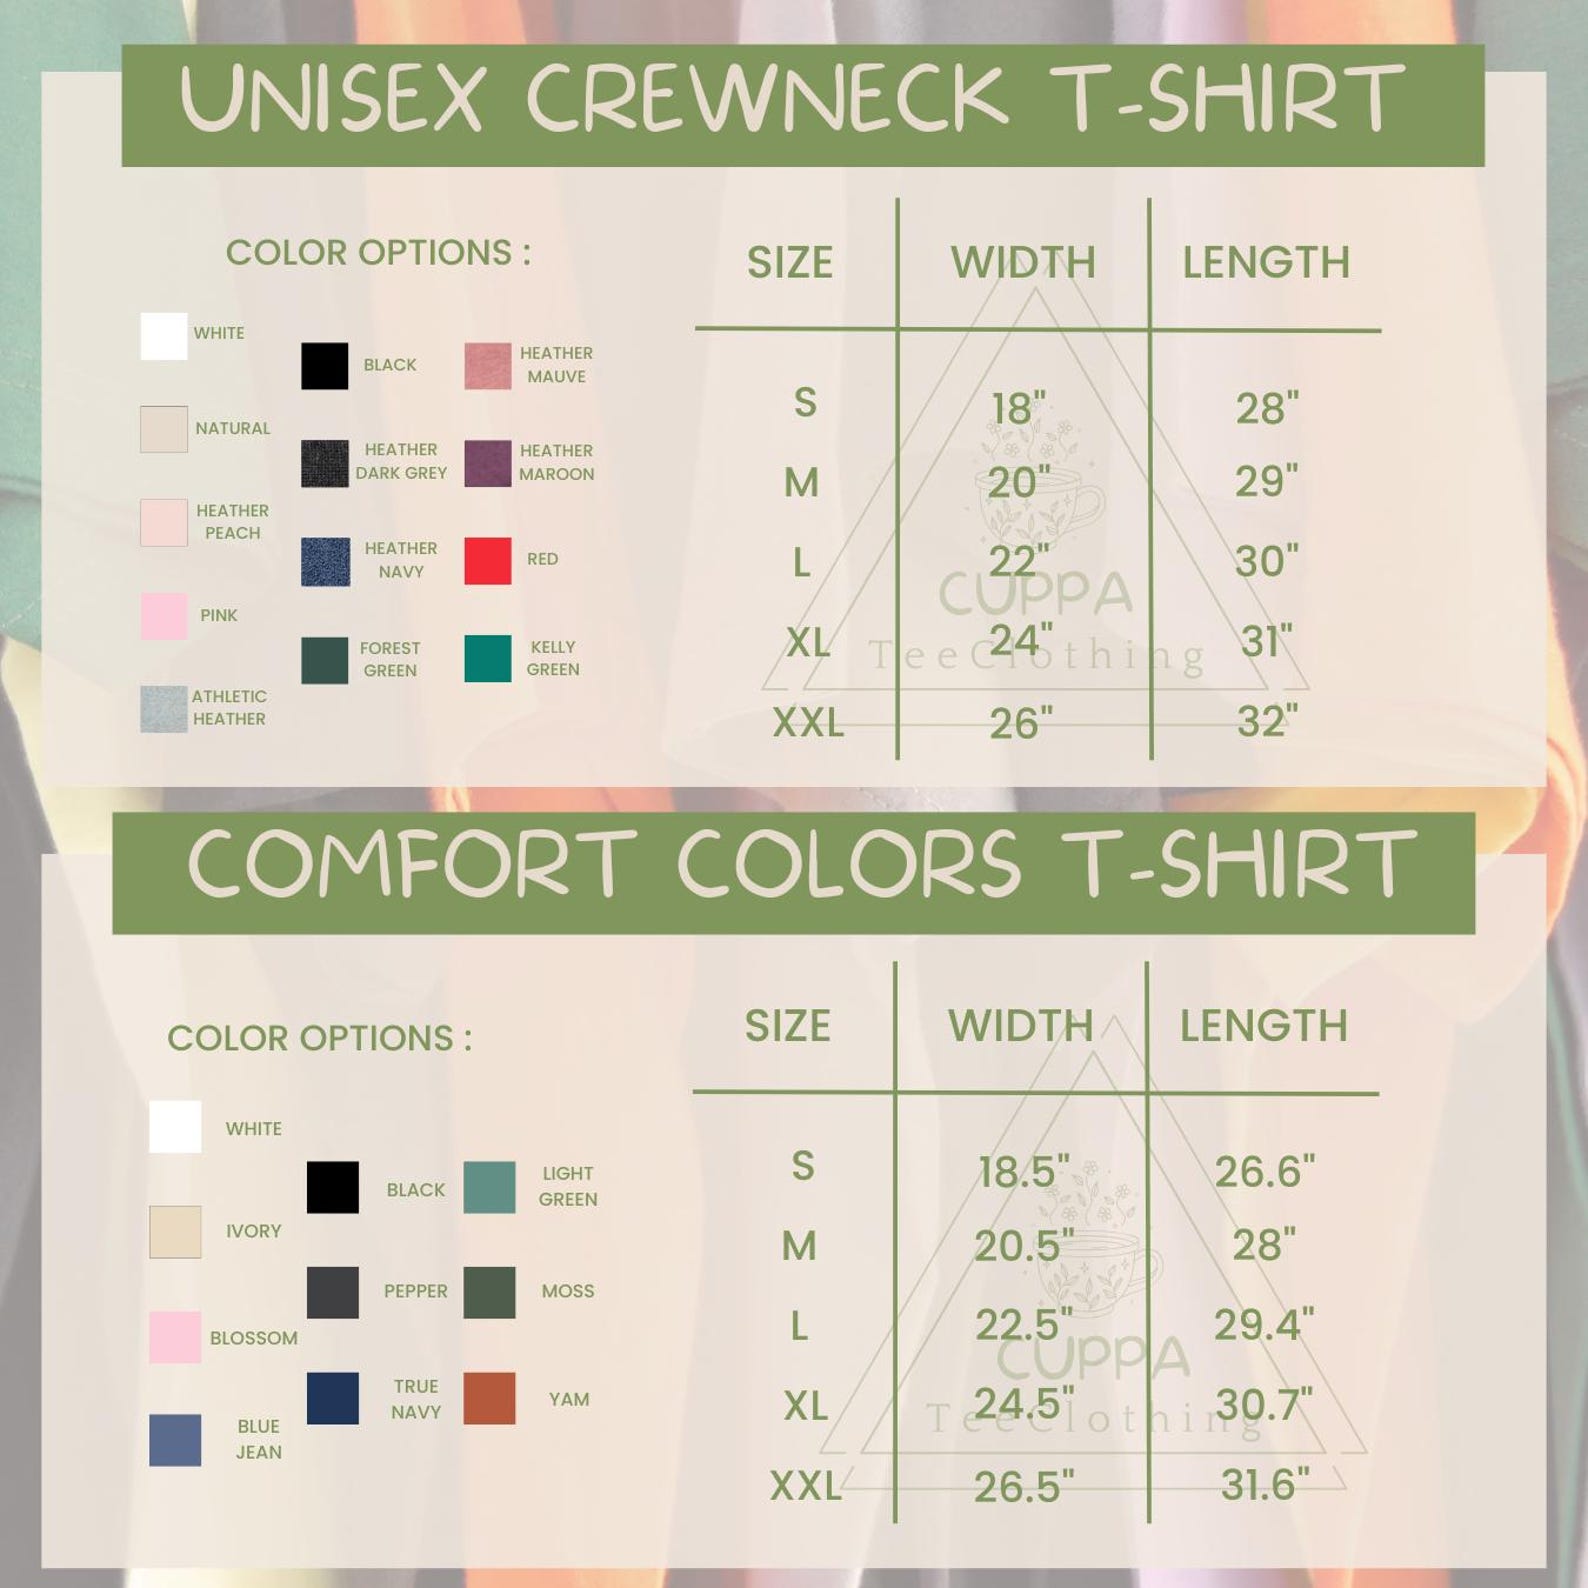 UNISEX CREWNECK T-SHIRT
COLOR OPTIONS :
WHITE
NATURAL
HEATHER
PEACH
PINK
ATHLETIC
HEATHER
BLACK
HEATHER
DARK GREY
HEATHER
NAVY
FOREST
GREEN
HEATHER
MAUVE
HEATHER
MAROON
RED
KELLY
GREEN
SIZE WIDTH LENGTH
S 18" 28"
M 20" 29"
L 22" 30"
XL 24" 31"
XXL 26" 32"
CUPPA
TeeClothing
COMFORT COLORS T-SHIRT
COLOR OPTIONS :
WHITE
IVORY
BLOSSOM
BLUE
JEAN
BLACK
PEPPER
TRUE
NAVY
LIGHT
GREEN
MOSS
YAM
SIZE WIDTH LENGTH
S 18.5" 26.6"
M 20.5" 28"
L 22.5" 29.4"
XL 24.5" 30.7"
XXL 26.5" 31.6"
CUPPA
TeeClothing